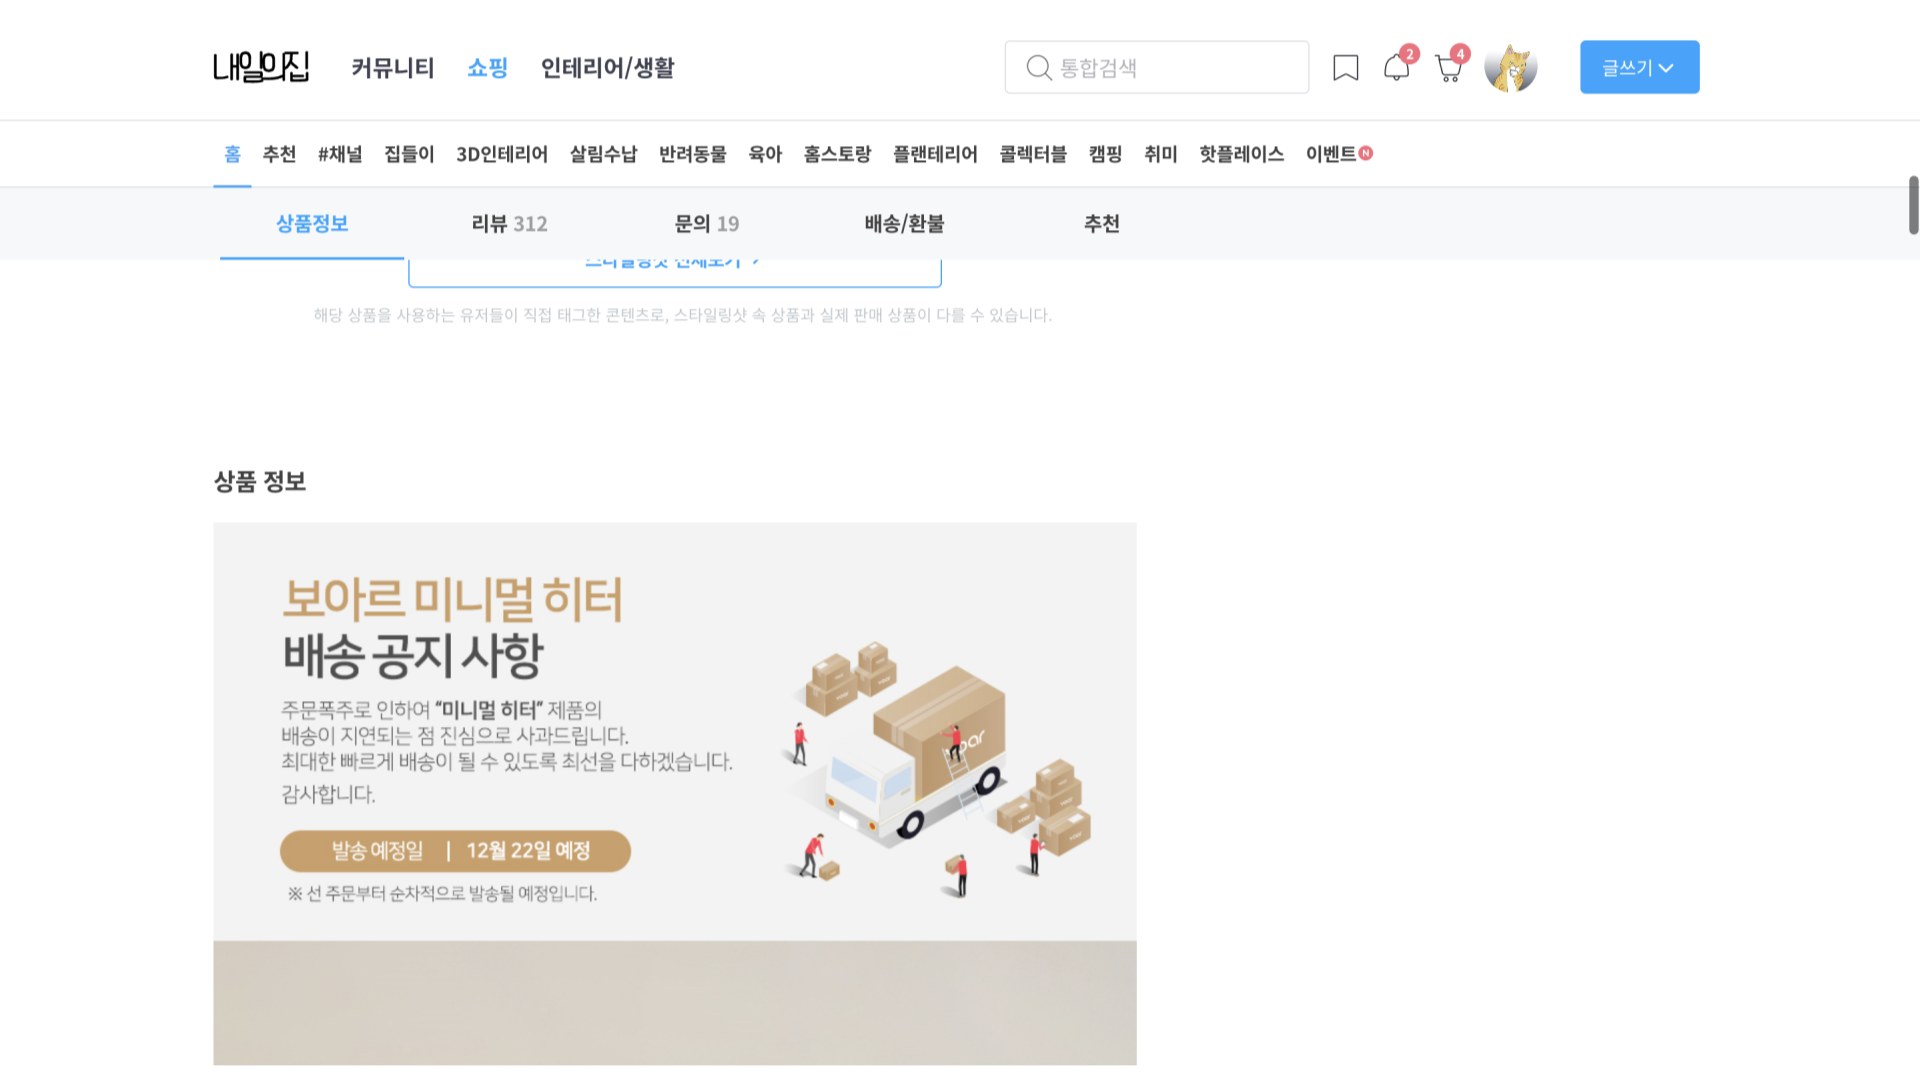 내일의집
커뮤니티 쇼핑 인테리어/생활
통합검색
2
4
글쓰기
홈 추천 #채널 집들이 3D인테리어 살림수납 반려동물 육아 홈스토랑 플랜테리어 콜렉터블 캠핑 취미 핫플레이스 이벤트 N
상품정보 리뷰 312 문의 19 배송/환불 추천
해당 상품을 사용하는 유저들이 직접 태그한 콘텐츠로, 스타일링샷 속 상품과 실제 판매 상품이 다를 수 있습니다.
상품 정보
보아르 미니멀 히터
배송 공지 사항
주문폭주로 인하여 “미니멀 히터” 제품의
배송이 지연되는 점 진심으로 사과드립니다.
최대한 빠르게 배송이 될 수 있도록 최선을 다하겠습니다.
감사합니다.
발송 예정일 | 12월 22일 예정
※ 선 주문부터 순차적으로 발송될 예정입니다.